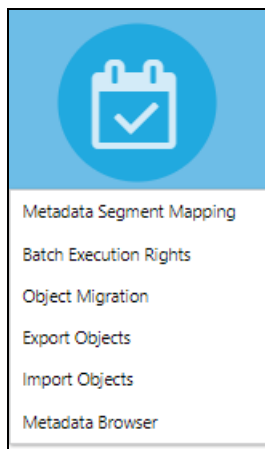 Metadata Segment Mapping
Batch Execution Rights
Object Migration
Export Objects
Import Objects
Metadata Browser